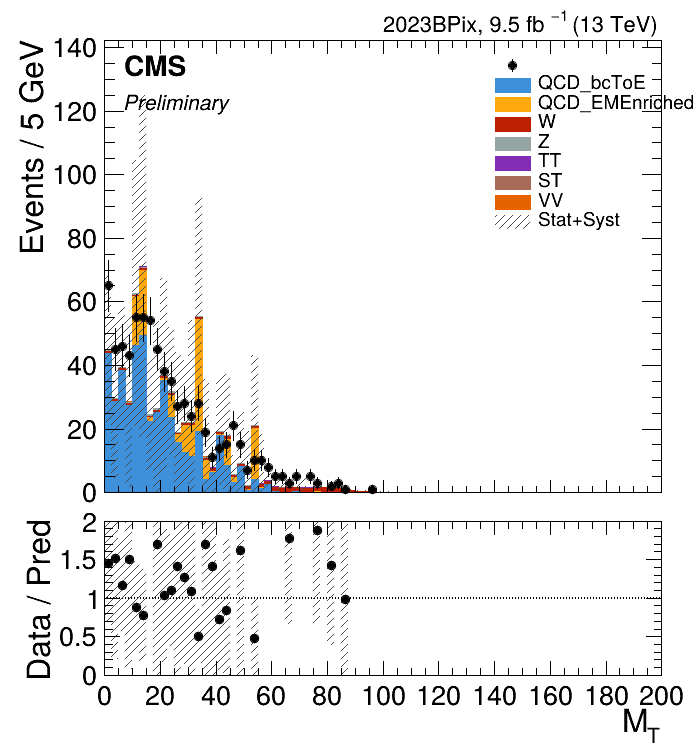 2023BPix, 9.5 fb⁻¹ (13 TeV)
Events / 5 GeV
140
120
100
80
60
40
20
0
CMS
Preliminary
QCD_bcToE
QCD_EMEnriched
W
Z
TT
ST
VV
Stat+Syst
Data / Pred
2
1.5
1
0.5
0
0 20 40 60 80 100 120 140 160 180 200
M_T